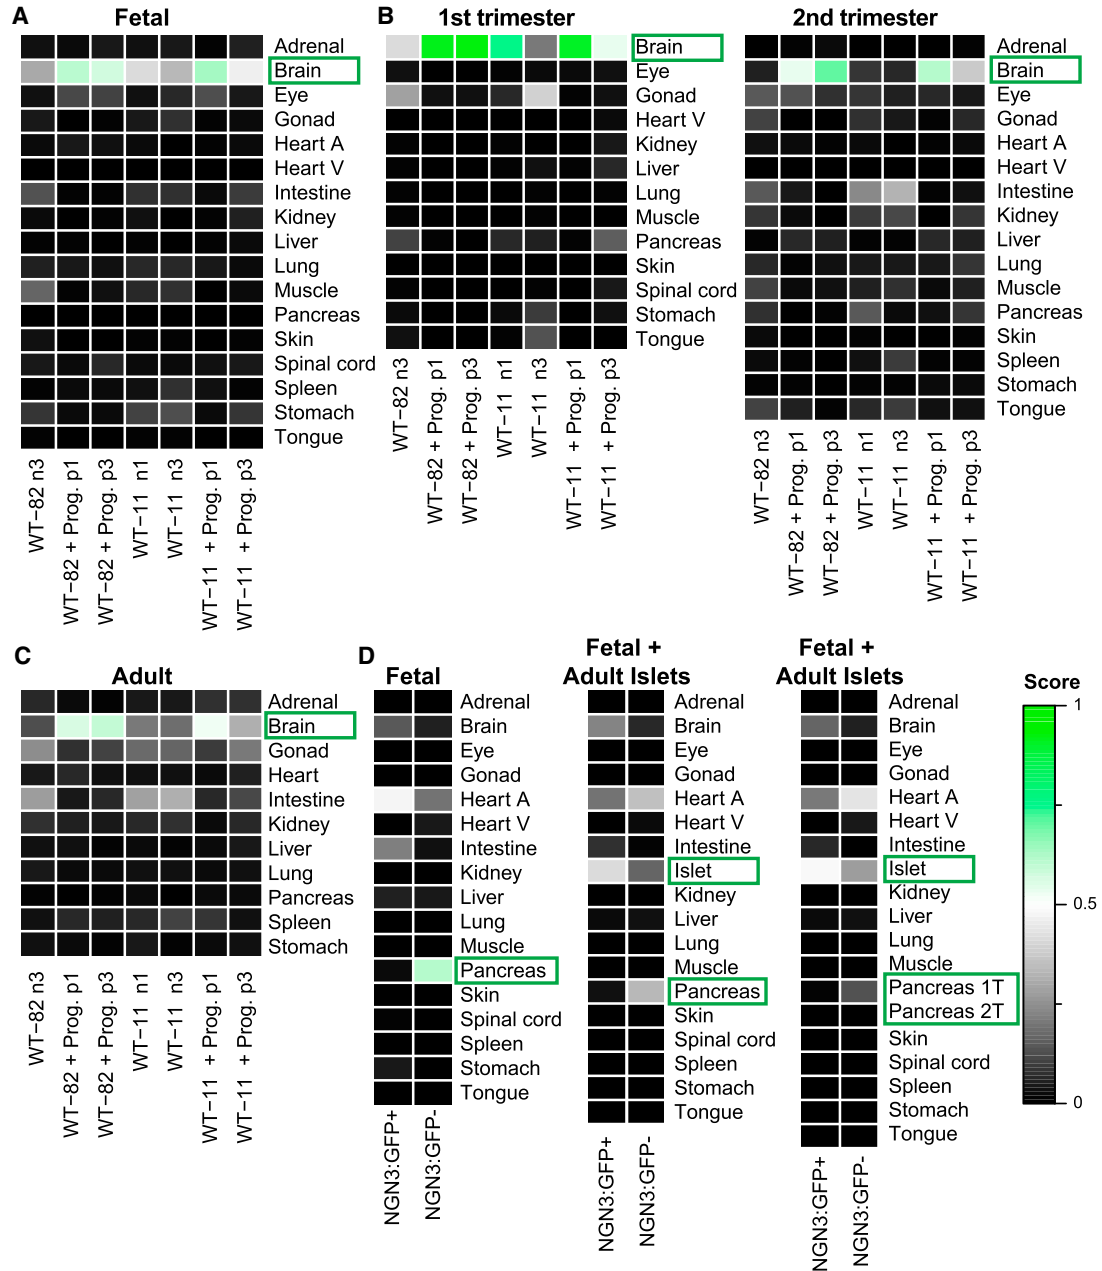 A
Fetal
Adrenal
Brain
Eye
Gonad
Heart A
Heart V
Intestine
Kidney
Liver
Lung
Muscle
Pancreas
Skin
Spinal cord
Spleen
Stomach
Tongue
WT−82 n3
WT−82 + Prog. p1
WT−82 + Prog. p3
WT−11 n1
WT−11 n3
WT−11 + Prog. p1
WT−11 + Prog. p3
B
1st trimester
Brain
Eye
Gonad
Heart V
Kidney
Liver
Lung
Muscle
Pancreas
Skin
Spinal cord
Stomach
Tongue
WT−82 n3
WT−82 + Prog. p1
WT−82 + Prog. p3
WT−11 n1
WT−11 n3
WT−11 + Prog. p1
WT−11 + Prog. p3
2nd trimester
Adrenal
Brain
Eye
Gonad
Heart A
Heart V
Intestine
Kidney
Liver
Lung
Muscle
Pancreas
Skin
Spleen
Stomach
Tongue
WT−82 n3
WT−82 + Prog. p1
WT−82 + Prog. p3
WT−11 n1
WT−11 n3
WT−11 + Prog. p1
WT−11 + Prog. p3
C
Adult
Adrenal
Brain
Gonad
Heart
Intestine
Kidney
Liver
Lung
Pancreas
Spleen
Stomach
WT−82 n3
WT−82 + Prog. p1
WT−82 + Prog. p3
WT−11 n1
WT−11 n3
WT−11 + Prog. p1
WT−11 + Prog. p3
D
Fetal
Adrenal
Brain
Eye
Gonad
Heart A
Heart V
Intestine
Kidney
Liver
Lung
Muscle
Pancreas
Skin
Spinal cord
Spleen
Stomach
Tongue
NGN3:GFP+
NGN3:GFP-
Fetal +
Adult Islets
Adrenal
Brain
Eye
Gonad
Heart A
Heart V
Intestine
Islet
Kidney
Liver
Lung
Muscle
Pancreas
Skin
Spinal cord
Spleen
Stomach
Tongue
NGN3:GFP+
NGN3:GFP-
Fetal +
Adult Islets
Adrenal
Brain
Eye
Gonad
Heart A
Heart V
Intestine
Islet
Kidney
Liver
Lung
Muscle
Pancreas 1T
Pancreas 2T
Skin
Spinal cord
Spleen
Stomach
Tongue
NGN3:GFP+
NGN3:GFP-
Score
1
0.5
0